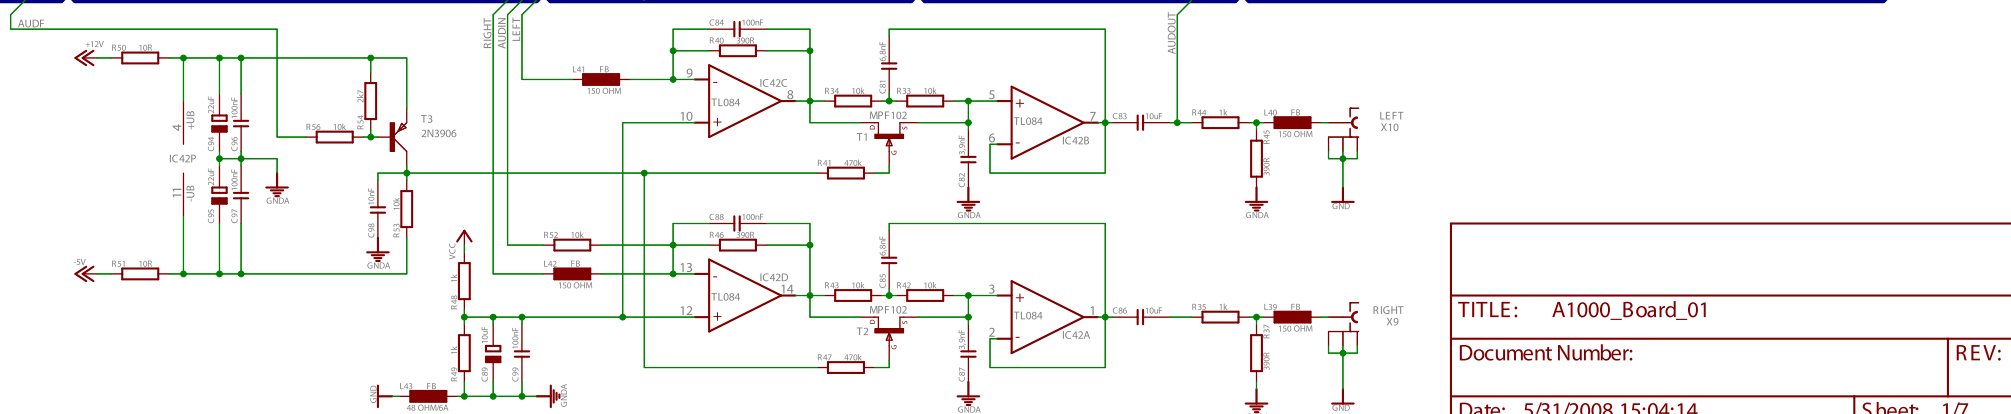 AUDF
+12V
R50 10R
4 +UB
IC42P
11 -UB
22uF
C94
100nF
C96
22uF
C95
100nF
C97
GNDA
-5V
R51 10R
R56 10k
2k7
R54
T3
2N3906
10nF
C98
GNDA
10k
R53
RIGHT
AUDIN
LEFT
L41 FB
150 OHM
C84 100nF
R40 390R
9
-
10
+
IC42C
TL084
8
R34 10k
R33 10k
6.8nF
C81
MPF102
D
S
G
T1
R41 470k
3.9nF
C82
GNDA
5
+
6
-
TL084
IC42B
7
C83 10uF
AUDOUT
R44 1k
R45
390R
GNDA
L40 FB
150 OHM
LEFT
X10
GND
VCC
1k
R48
1k
R49
10uF
C89
100nF
C99
GND
L43 FB
48 OHM/6A
GNDA
R52 10k
L42 FB
150 OHM
C88 100nF
R46 390R
13
-
12
+
IC42D
TL084
14
R43 10k
R42 10k
6.8nF
C85
MPF102
D
S
G
T2
R47 470k
3.9nF
C87
GNDA
3
+
2
-
TL084
IC42A
1
C86 10uF
R35 1k
R37
390R
L39 FB
150 OHM
RIGHT
X9
GND
TITLE: A1000_Board_01
Document Number:
REV:
Date: 5/31/2008 15:04:14
Sheet: 1/7